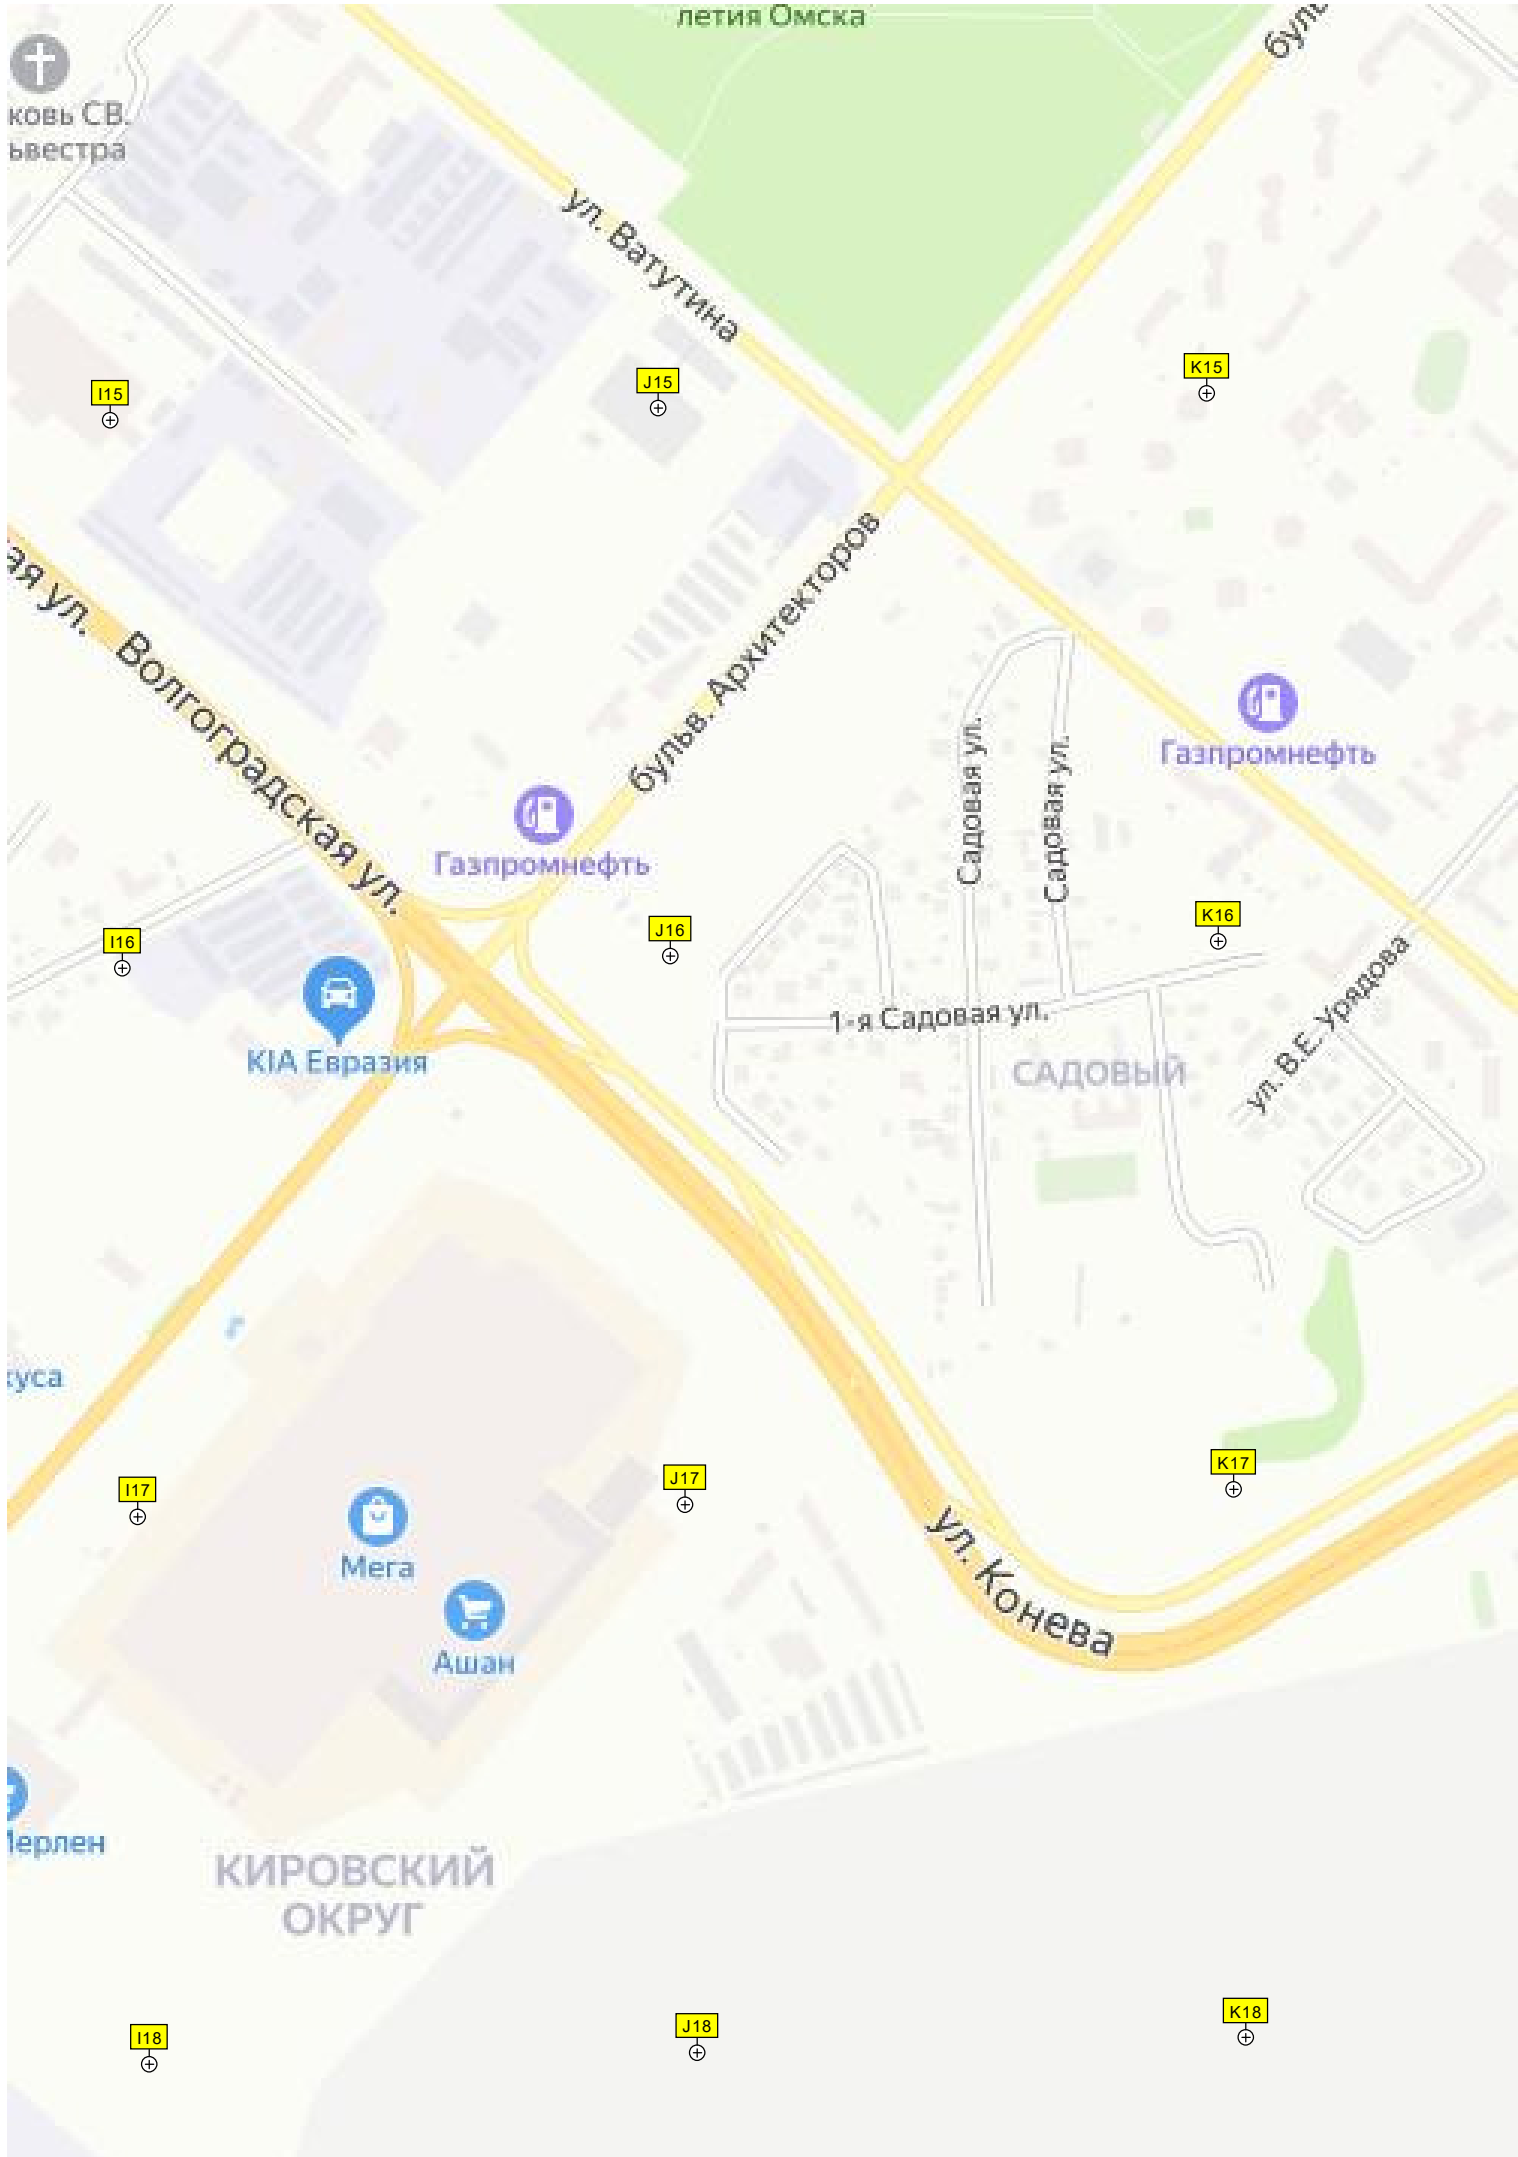 летия Омска
буль
ковь СВ.
ьвестра
ул. Ватутина
K15
J15
I15
ая ул.
Волгоградская ул.
бульв. Архитекторов
Садовая ул.
Садовая ул.
Газпромнефть
Газпромнефть
K16
J16
I16
1-я Садовая ул.
ул. В.Е. Урядова
KIA Евразия
САДОВЫЙ
куса
K17
J17
I17
Мега
ул. Конева
Ашан
Мерлен
КИРОВСКИЙ
ОКРУГ
K18
J18
I18